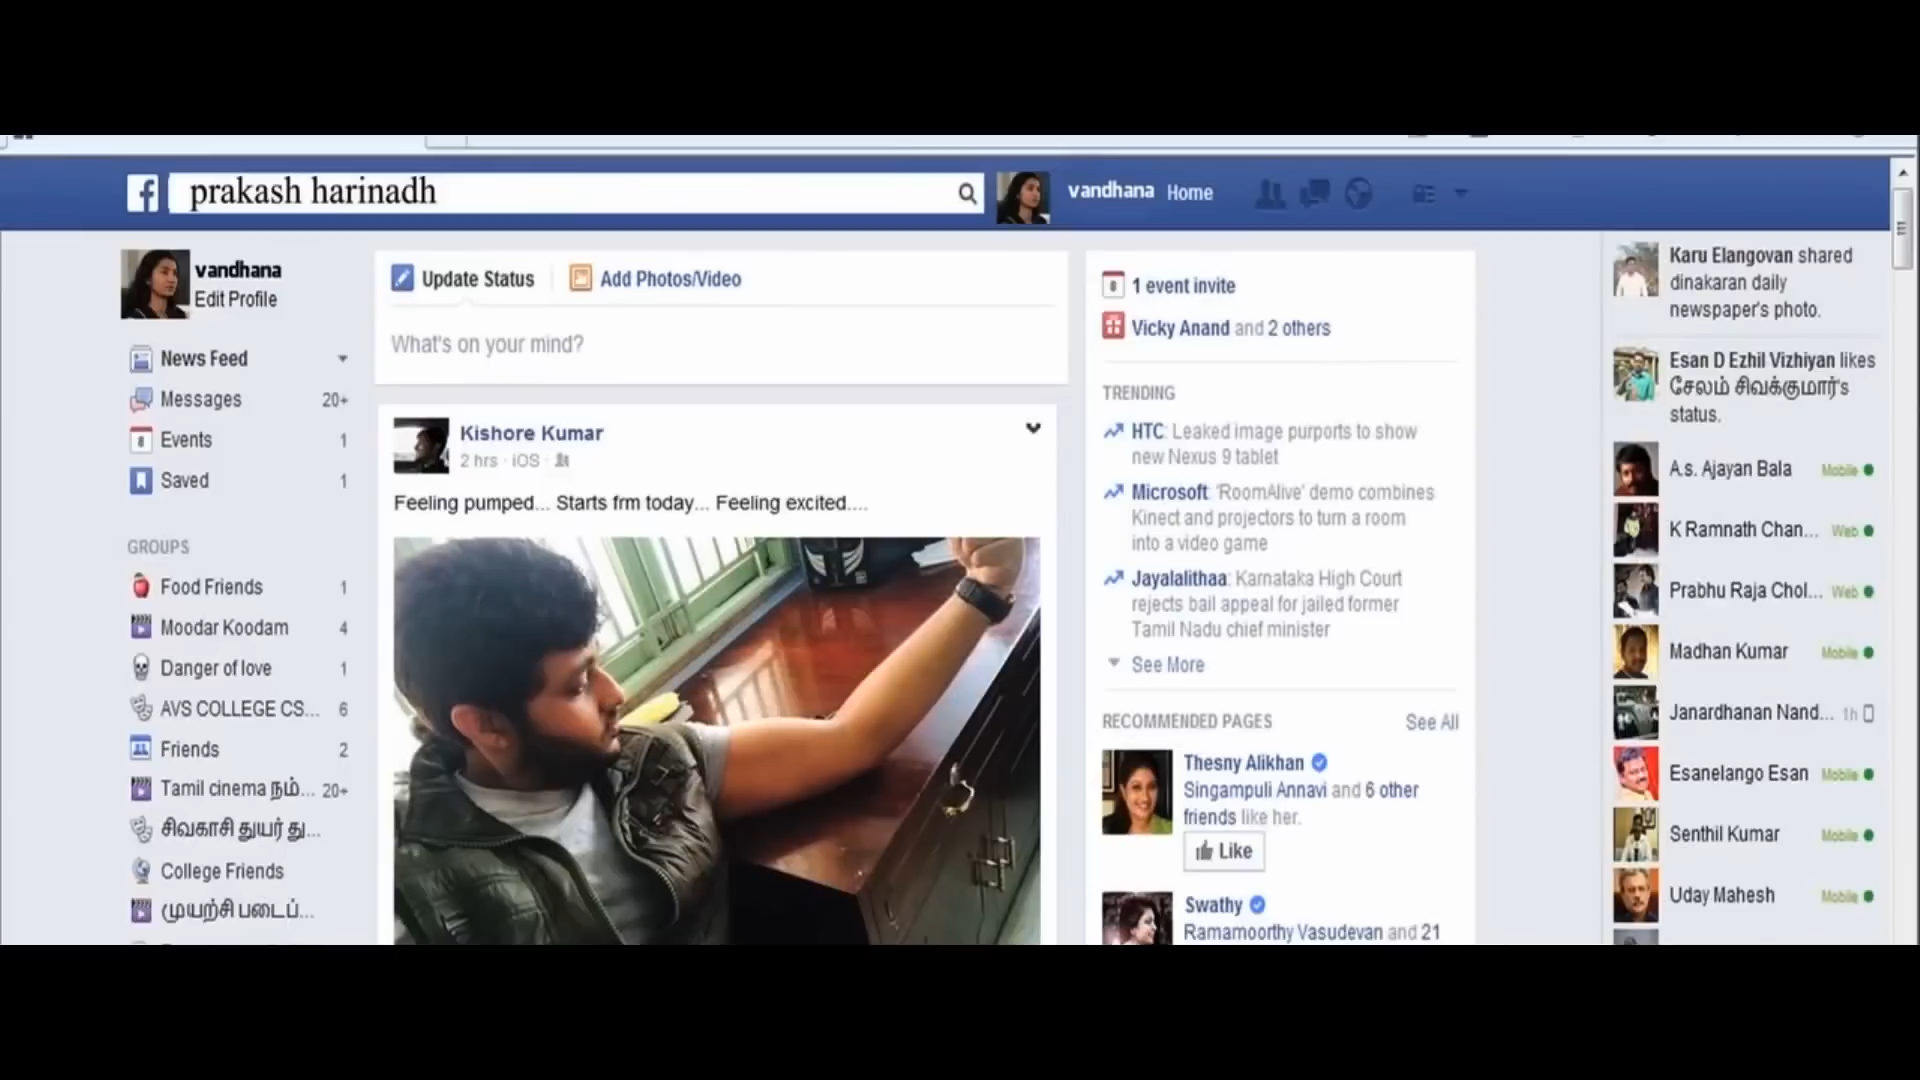 prakash harinadh
vandhana Home
vandhana
Edit Profile
News Feed
Messages 20+
Events 1
Saved 1
GROUPS
Food Friends 1
Moodar Koodam 4
Danger of love 1
AVS COLLEGE CS... 6
Friends 2
Tamil cinema நம்... 20+
சிவகாசி துயர் து...
College Friends
முயற்சி படைப்...
Update Status
Add Photos/Video
What's on your mind?
Kishore Kumar
2 hrs · iOS ·
Feeling pumped... Starts frm today... Feeling excited....
1 event invite
Vicky Anand and 2 others
TRENDING
HTC: Leaked image purports to show
new Nexus 9 tablet
Microsoft: 'RoomAlive' demo combines
Kinect and projectors to turn a room
into a video game
Jayalalithaa: Karnataka High Court
rejects bail appeal for jailed former
Tamil Nadu chief minister
See More
RECOMMENDED PAGES See All
Thesny Alikhan
Singampuli Annavi and 6 other
friends like her.
Like
Swathy
Ramamoorthy Vasudevan and 21
Karu Elangovan shared
dinakaran daily
newspaper's photo.
Esan D Ezhil Vizhiyan likes
சேலம் சிவக்குமார்'s
status.
A.s. Ajayan Bala Mobile
K Ramnath Chan... Web
Prabhu Raja Chol... Web
Madhan Kumar Mobile
Janardhanan Nand... 1h
Esanelango Esan Mobile
Senthil Kumar Mobile
Uday Mahesh Mobile